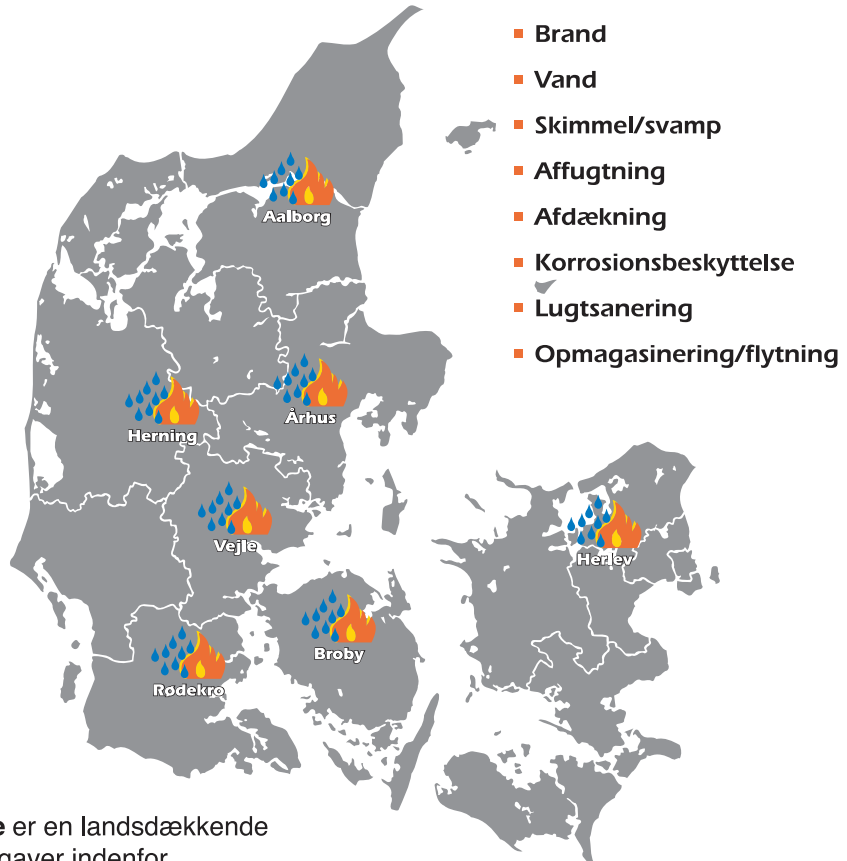 Brand
Vand
Skimmel/svamp
Affugtning
Afdækning
Korrosionsbeskyttelse
Lugtsanering
Opmagasinering/flytning
Aalborg
Århus
Herning
Vejle
Herlev
Broby
Rødekro
er en landsdækkende
indenfor